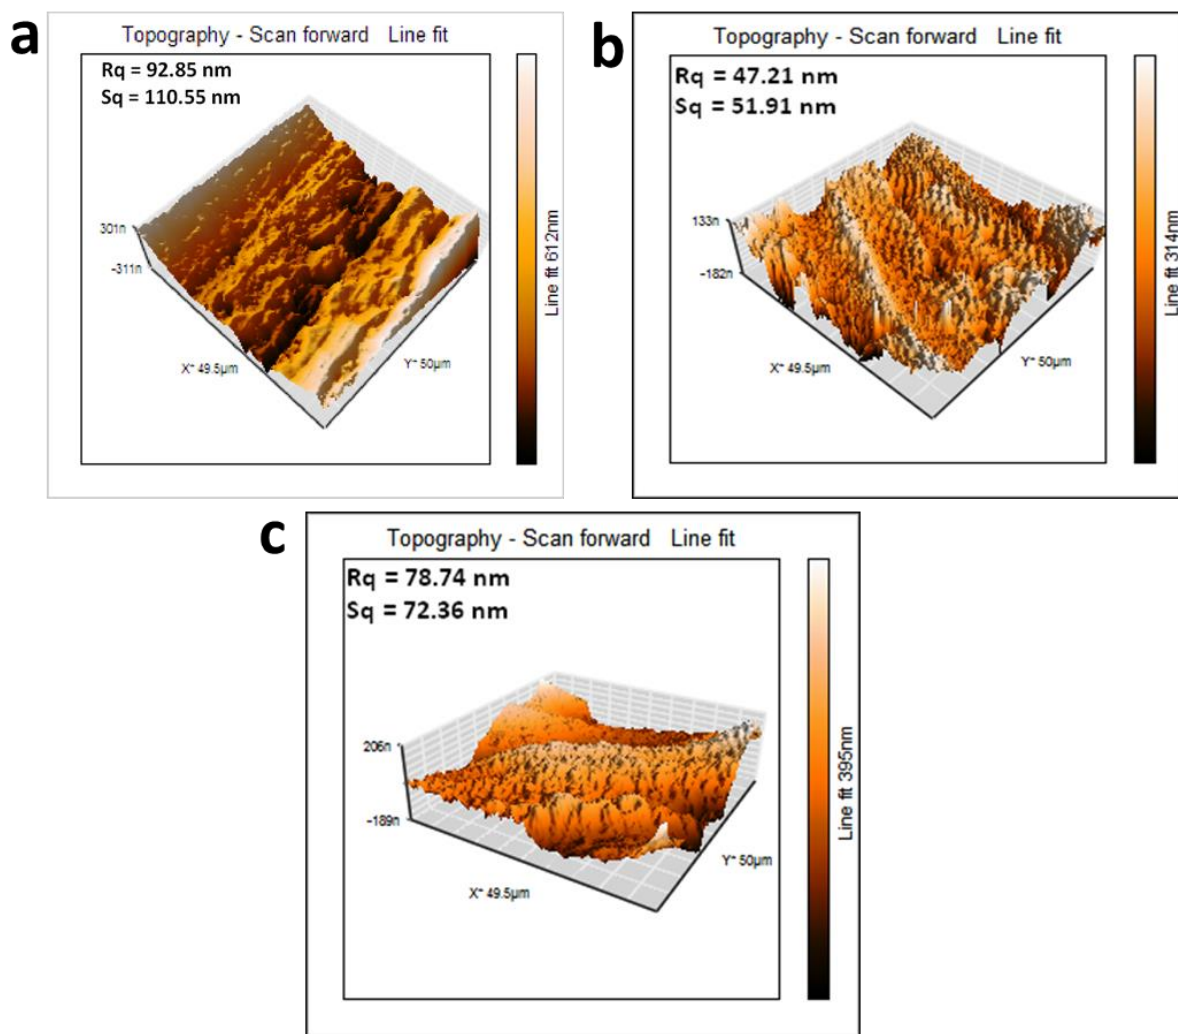 a
Topography - Scan forward Line fit
Rq = 92.85 nm
Sq = 110.55 nm
301n
-311n
X* 49.5µm
Y* 50µm
Line fit 612nm
b
Topography - Scan forward Line fit
Rq = 47.21 nm
Sq = 51.91 nm
133n
-182n
X* 49.5µm
Y* 50µm
Line fit 314nm
c
Topography - Scan forward Line fit
Rq = 78.74 nm
Sq = 72.36 nm
206n
-189n
X* 49.5µm
Y* 50µm
Line fit 395nm